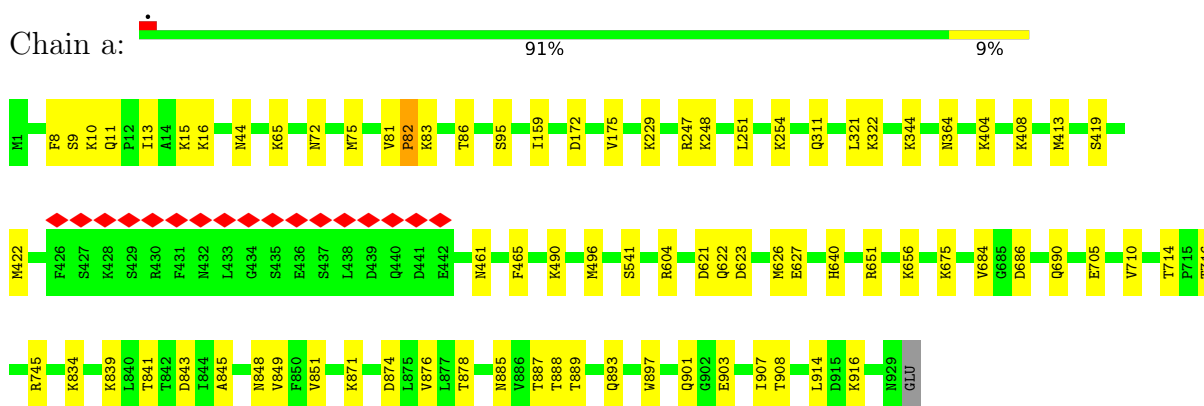 Chain a:
91% 9%
M1 F8 S9 K10 Q11 P12 I13 A14 K15 K16 N44 K65 N72 M75 V81 P82 K83 T86 S95 I159 D172 V175 K229 R247 K248 L251 K254 Q311 L321 K322 K344 N364 K404 K408 M413 S419
M422 F426 S427 K428 S429 R430 F431 N432 L433 G434 S435 E436 S437 L438 D439 Q440 D441 E442 N461 F465 K490 M496 S541 R604 D621 Q622 D623 M626 E627 H640 R651 K656 K675 V684 G685 D686 Q690 E705 V710 T714 P715
R745 K834 K839 L840 T841 T842 D843 I844 A845 N848 V849 F850 V851 K871 D874 L875 V876 L877 T878 N885 V886 T887 T888 T889 Q893 W897 Q901 G902 E903 I907 T908 L914 D915 K916 N929 GLU